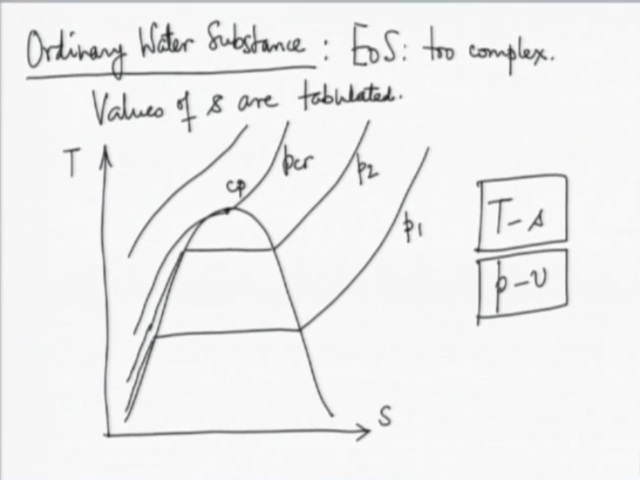 Ordinary Water Substance : EoS: too complex.
Values of s are tabulated.
T
cp
pcr
p2
p1
T-s
p-v
S